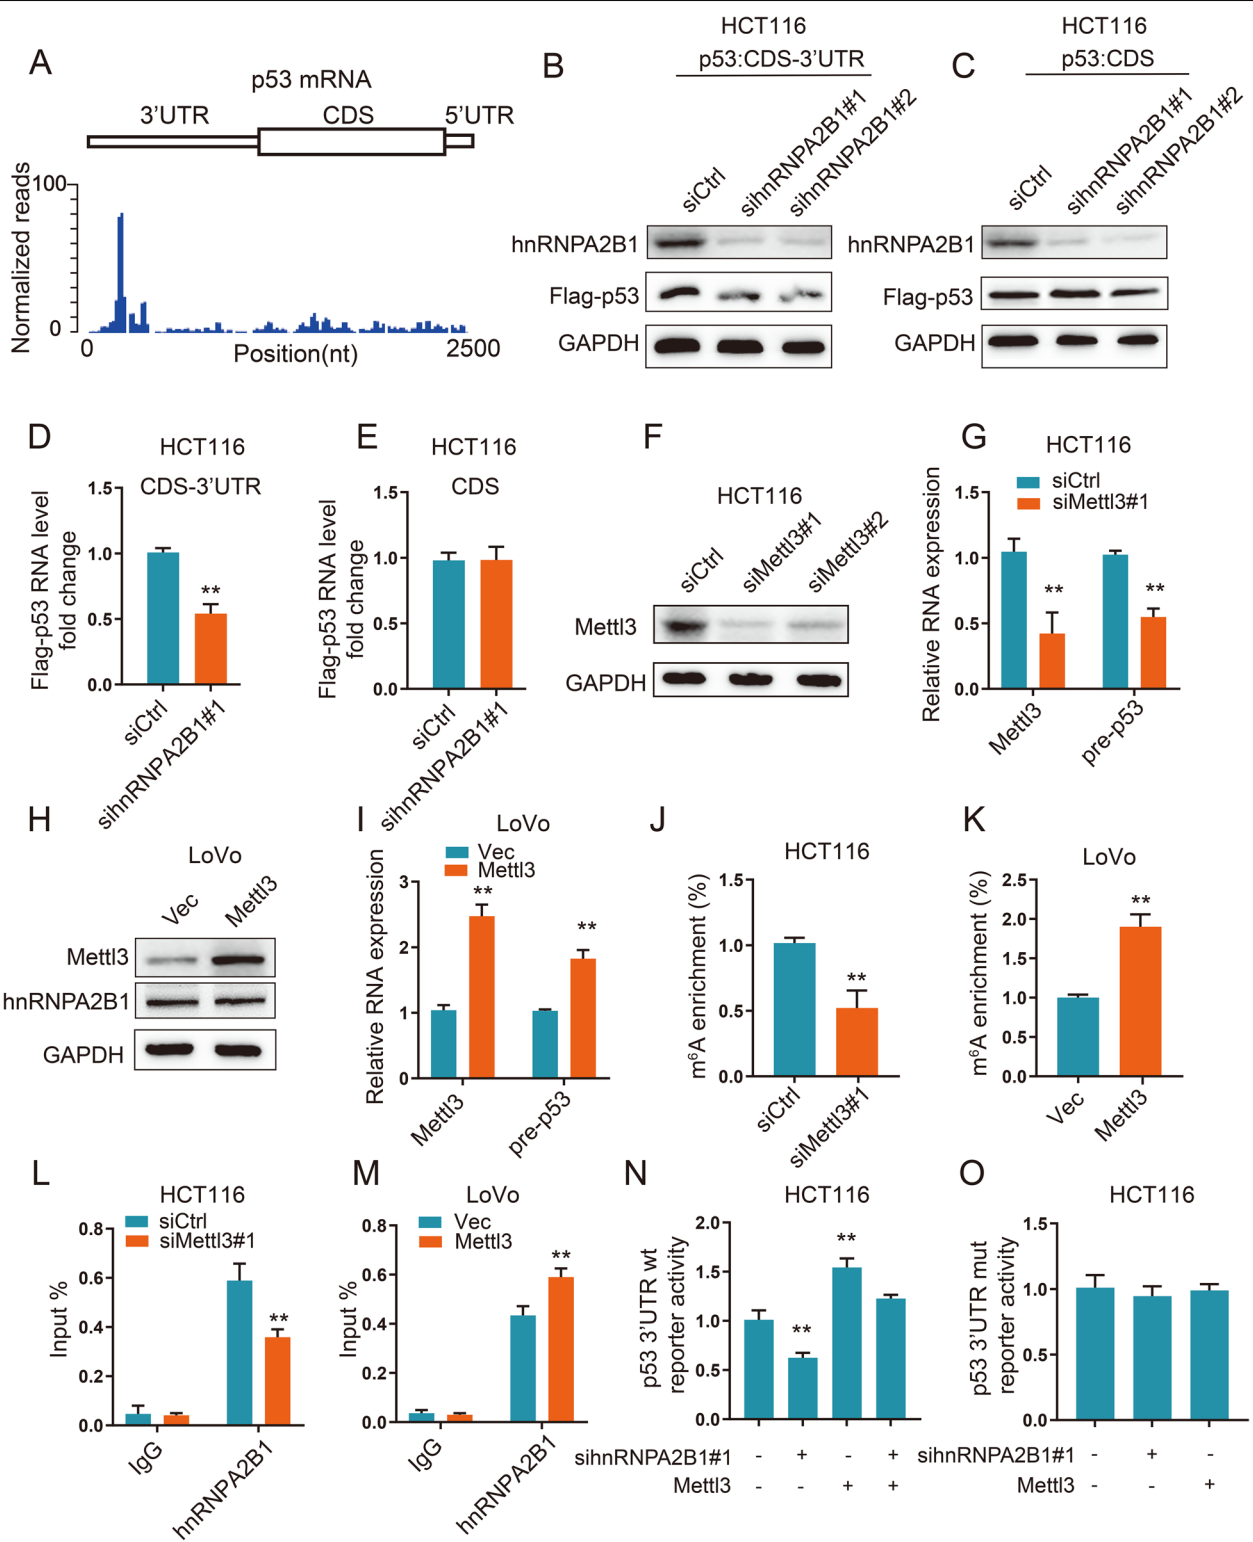 A
p53 mRNA
3’UTR CDS 5’UTR
Normalized reads
100
0
0 Position(nt) 2500
B
HCT116
p53:CDS-3’UTR
siCtrl sihnRNPA2B1#1 sihnRNPA2B1#2
hnRNPA2B1
Flag-p53
GAPDH
C
HCT116
p53:CDS
siCtrl sihnRNPA2B1#1 sihnRNPA2B1#2
hnRNPA2B1
Flag-p53
GAPDH
D
HCT116
CDS-3’UTR
Flag-p53 RNA level
fold change
1.5
1.0
0.5
0.0
**
siCtrl sihnRNPA2B1#1
E
HCT116
CDS
Flag-p53 RNA level
fold change
1.5
1.0
0.5
0.0
siCtrl sihnRNPA2B1#1
F
HCT116
siCtrl siMettl3#1 siMettl3#2
Mettl3
GAPDH
G
HCT116
siCtrl
siMettl3#1
Relative RNA expression
1.5
1.0
0.5
0.0
** **
Mettl3 pre-p53
H
LoVo
Vec Mettl3
Mettl3
hnRNPA2B1
GAPDH
I
LoVo
Vec
Mettl3
Relative RNA expression
3
2
1
0
** **
Mettl3 pre-p53
J
HCT116
m⁶A enrichment (%)
1.5
1.0
0.5
0.0
**
siCtrl siMettl3#1
K
LoVo
m⁶A enrichment (%)
2.5
2.0
1.5
1.0
0.5
0.0
**
Vec Mettl3
L
HCT116
siCtrl
siMettl3#1
Input %
0.8
0.6
0.4
0.2
0.0
**
IgG hnRNPA2B1
M
LoVo
Vec
Mettl3
Input %
0.8
0.6
0.4
0.2
0.0
**
IgG hnRNPA2B1
N
HCT116
p53 3’UTR wt
reporter activity
2.0
1.5
1.0
0.5
0.0
** **
sihnRNPA2B1#1 - + - +
Mettl3 - - + +
O
HCT116
p53 3’UTR mut
reporter activity
1.5
1.0
0.5
0.0
sihnRNPA2B1#1 - + -
Mettl3 - - +